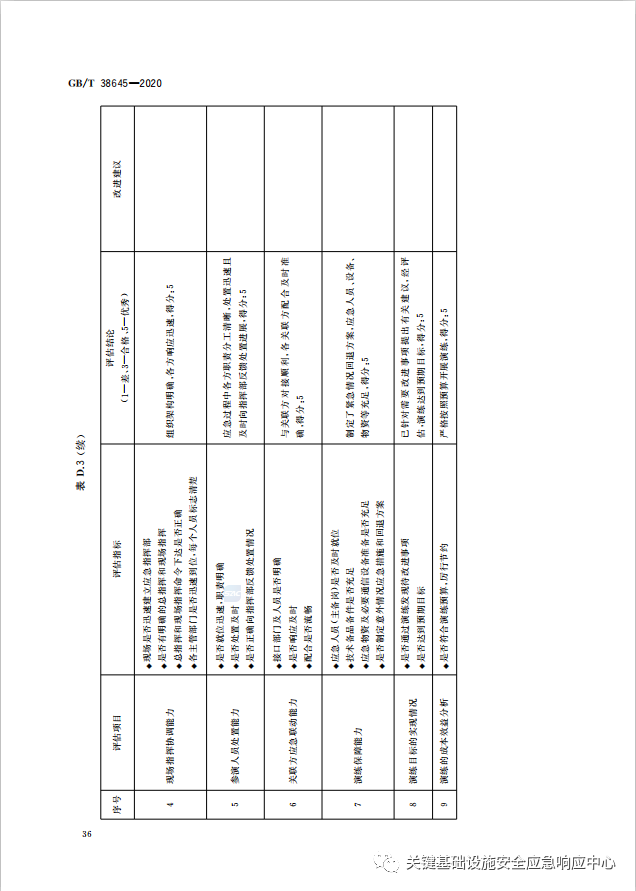 GB/T 38645—2020
表 D.3（续）
序号
评估项目
评估指标
评估结论
(1—差、3—合格、5—优秀)
改进建议
4
现场指挥协调能力
◆现场是否迅速建立应急指挥部
◆是否有明确的总指挥和现场指挥
◆总指挥和现场指挥命令下达是否正确
◆各主管部门是否迅速到位，每个人员标志清楚
组织架构明确，各方响应迅速，得分：5
5
参演人员处置能力
◆是否就位迅速，职责明确
◆是否处置及时
◆是否正确向指挥部反馈处置情况
应急过程中各方职责分工清晰，处置迅速且
及时向指挥部反馈处置进展，得分：5
6
关联方应急联动能力
◆接口部门及人员是否明确
◆是否响应及时
◆配合是否流畅
与关联方对接顺利，各关联方配合及时准
确，得分：5
7
演练保障能力
◆应急人员(主备岗)是否及时就位
◆技术备品备件是否充足
◆应急物资及必要通信设备准备是否充足
◆是否制定意外情况应急措施和回退方案
制定了紧急情况回退方案，应急人员、设备、
物资等充足，得分：5
8
演练目标的实现情况
◆是否通过演练发现待改进事项
◆是否达到预期目标
已针对需要改进事项提出有关建议，经评
估，演练达到预期目标，得分：5
9
演练的成本效益分析
◆是否符合演练预算，厉行节约
严格按照预算开展演练，得分：5
36
关键基础设施安全应急响应中心